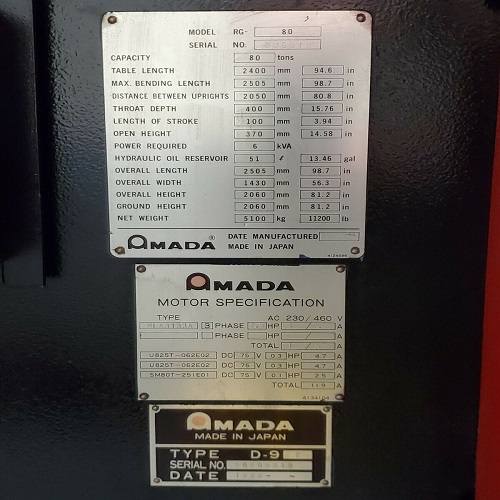 MODEL RG- 80
SERIAL NO.
CAPACITY 80 tons
TABLE LENGTH 2400 mm 94.6 in
MAX. BENDING LENGTH 2505 mm 98.7 in
DISTANCE BETWEEN UPRIGHTS 2050 mm 80.8 in
THROAT DEPTH 400 mm 15.76 in
LENGTH OF STROKE 100 mm 3.94 in
OPEN HEIGHT 370 mm 14.58 in
POWER REQUIRED 6 kVA
HYDRAULIC OIL RESERVOIR 51 ℓ 13.46 gal
OVERALL LENGTH 2505 mm 98.7 in
OVERALL WIDTH 1430 mm 56.3 in
OVERALL HEIGHT 2060 mm 81.2 in
GROUND HEIGHT 2060 mm 81.2 in
NET WEIGHT 5100 kg 11200 lb
AMADA ® DATE MANUFACTURED
MADE IN JAPAN
AMADA
MOTOR SPECIFICATION
TYPE AC 230/460 V
3 PHASE HP / A
PHASE HP / A
TOTAL / A
U825T-062E02 DC 75 V 0.3 HP 4.7 A
U825T-062E02 DC 75 V 0.3 HP 4.7 A
SM80T-251E01 DC 75 V 0.1 HP 2.5 A
TOTAL 11.9 A
4134104
AMADA
MADE IN JAPAN
TYPE D-9
SERIAL NO.
DATE